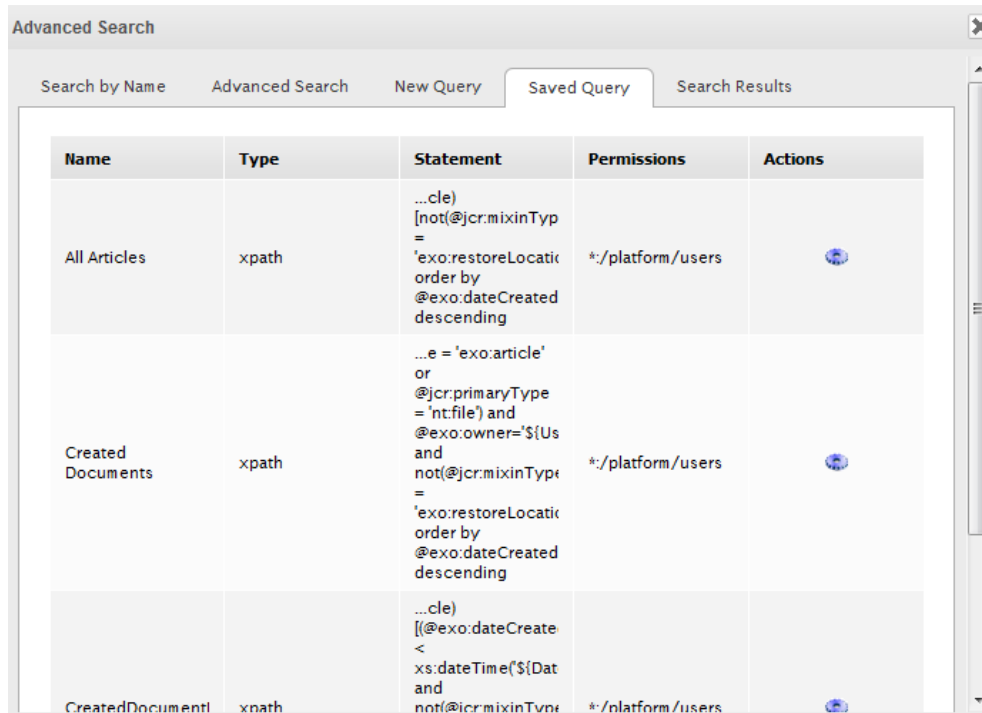 Advanced Search
Search by Name Advanced Search New Query Saved Query Search Results
Name Type Statement Permissions Actions
All Articles xpath
...cle)
[not(@jcr:mixinTyp
=
'exo:restoreLocatio
order by
@exo:dateCreated
descending
*:/platform/users
Created
Documents
xpath
...e = 'exo:article'
or
@jcr:primaryType
= 'nt:file') and
@exo:owner='${Us
and
not(@jcr:mixinType
=
'exo:restoreLocatio
order by
@exo:dateCreated
descending
*:/platform/users
CreatedDocumentI xpath
...cle)
[(@exo:dateCreated
<
xs:dateTime('${Dat
and
not(@jcr:mixinType
*:/platform/users